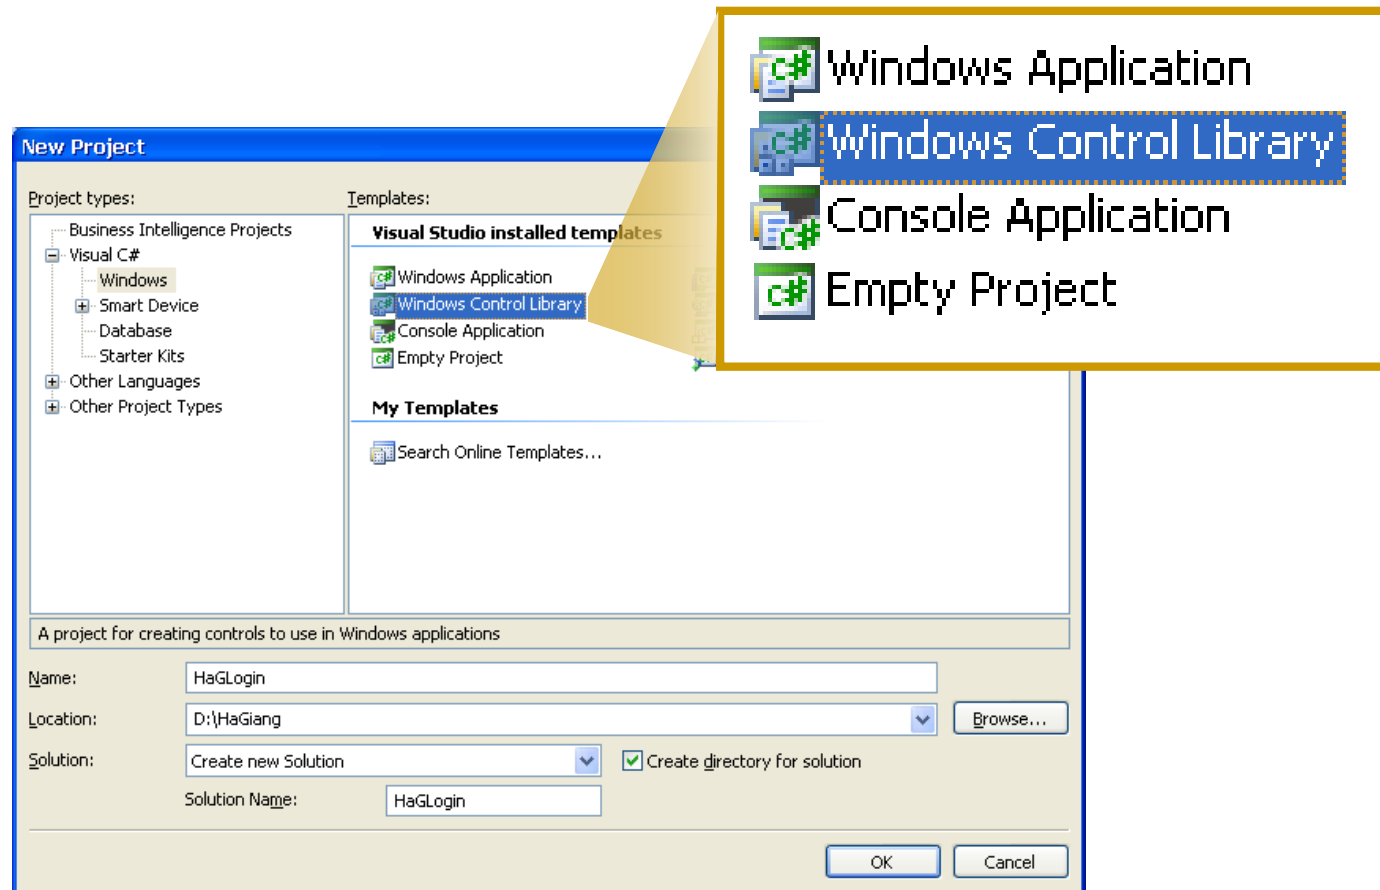 Windows Application
Windows Control Library
Console Application
Empty Project
New Project
Project types:
Templates:
Business Intelligence Projects
Visual C#
Windows
Smart Device
Database
Starter Kits
Other Languages
Other Project Types
Visual Studio installed templates
Windows Application
Windows Control Library
Console Application
Empty Project
My Templates
Search Online Templates...
A project for creating controls to use in Windows applications
Name:
HaGLogin
Location:
D:\HaGiang
Browse...
Solution:
Create new Solution
Create directory for solution
Solution Name:
HaGLogin
OK
Cancel